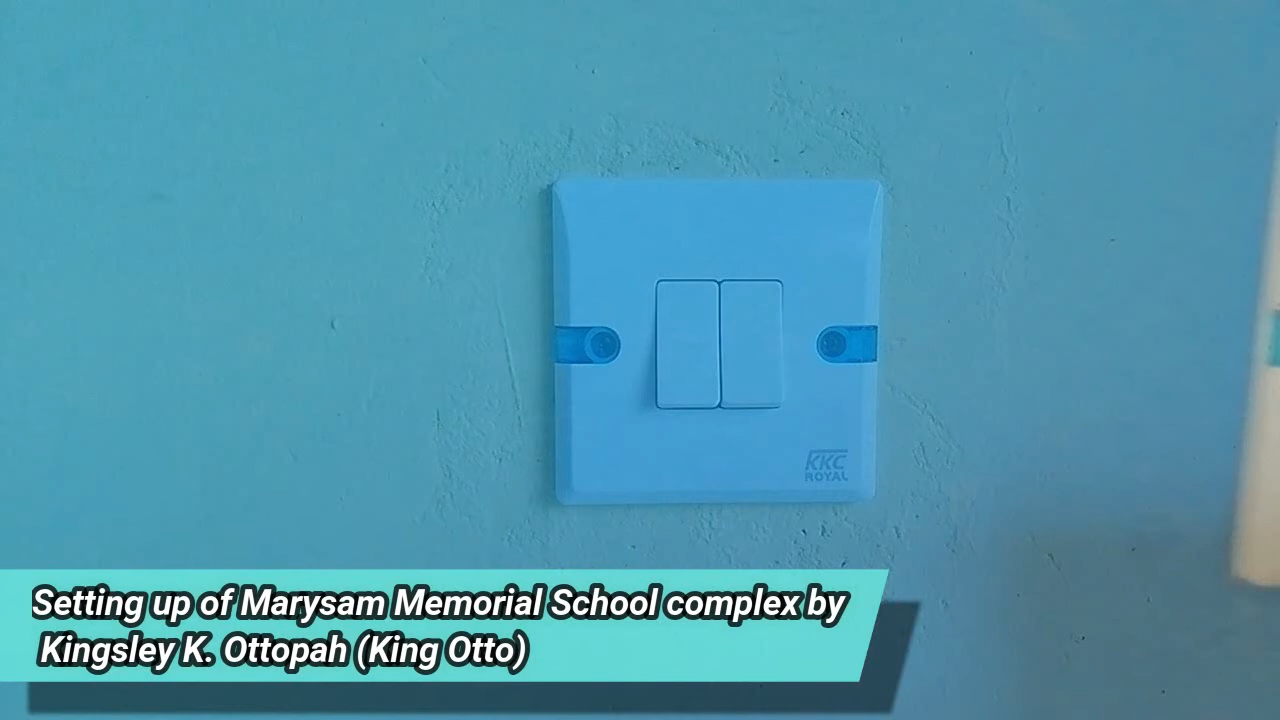 KKC
ROYAL
Setting up of Marysam Memorial School complex by
Kingsley K. Ottopah (King Otto)